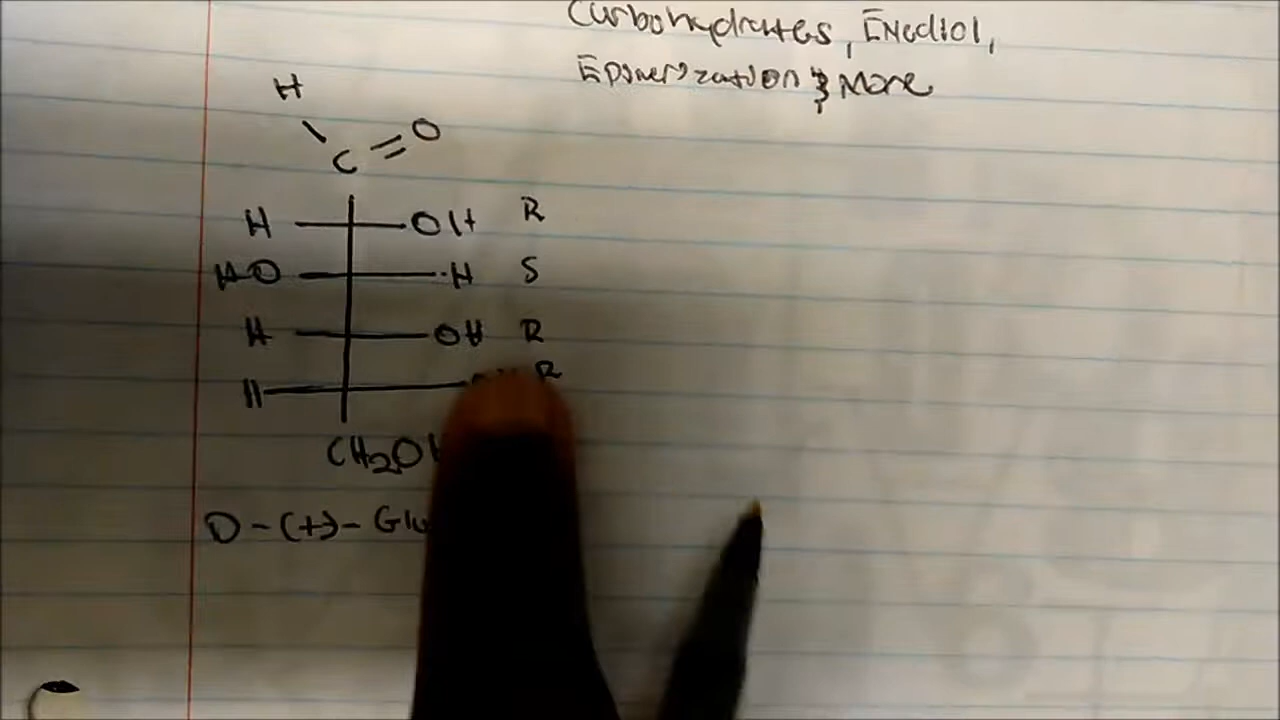 Carbohydrates, Enediol,
Epimerization & More
H
C = O
H OH R
HO H S
H OH R
H R
CH2O
D-(+)-Glu